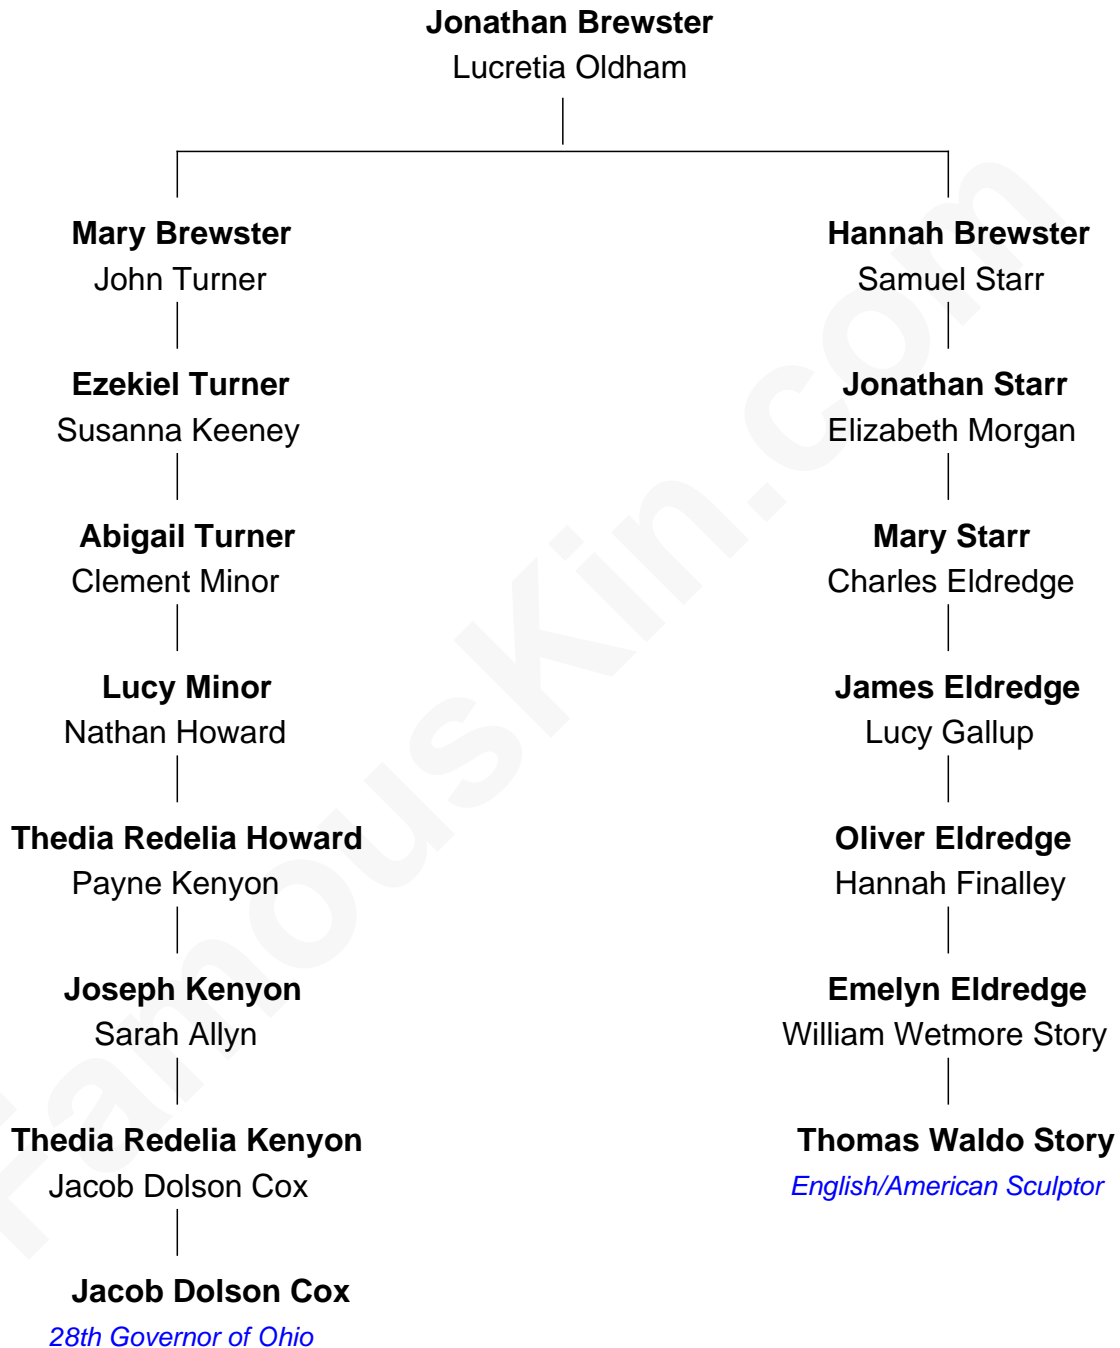 Jonathan Brewster
Lucretia Oldham
Mary Brewster
John Turner
Hannah Brewster
Samuel Starr
Ezekiel Turner
Susanna Keeney
Jonathan Starr
Elizabeth Morgan
Abigail Turner
Clement Minor
Mary Starr
Charles Eldredge
Lucy Minor
Nathan Howard
James Eldredge
Lucy Gallup
Thedia Redelia Howard
Payne Kenyon
Oliver Eldredge
Hannah Finalley
Joseph Kenyon
Sarah Allyn
Emelyn Eldredge
William Wetmore Story
Thedia Redelia Kenyon
Jacob Dolson Cox
Thomas Waldo Story
English/American Sculptor
Jacob Dolson Cox
28th Governor of Ohio
FamousKin.com